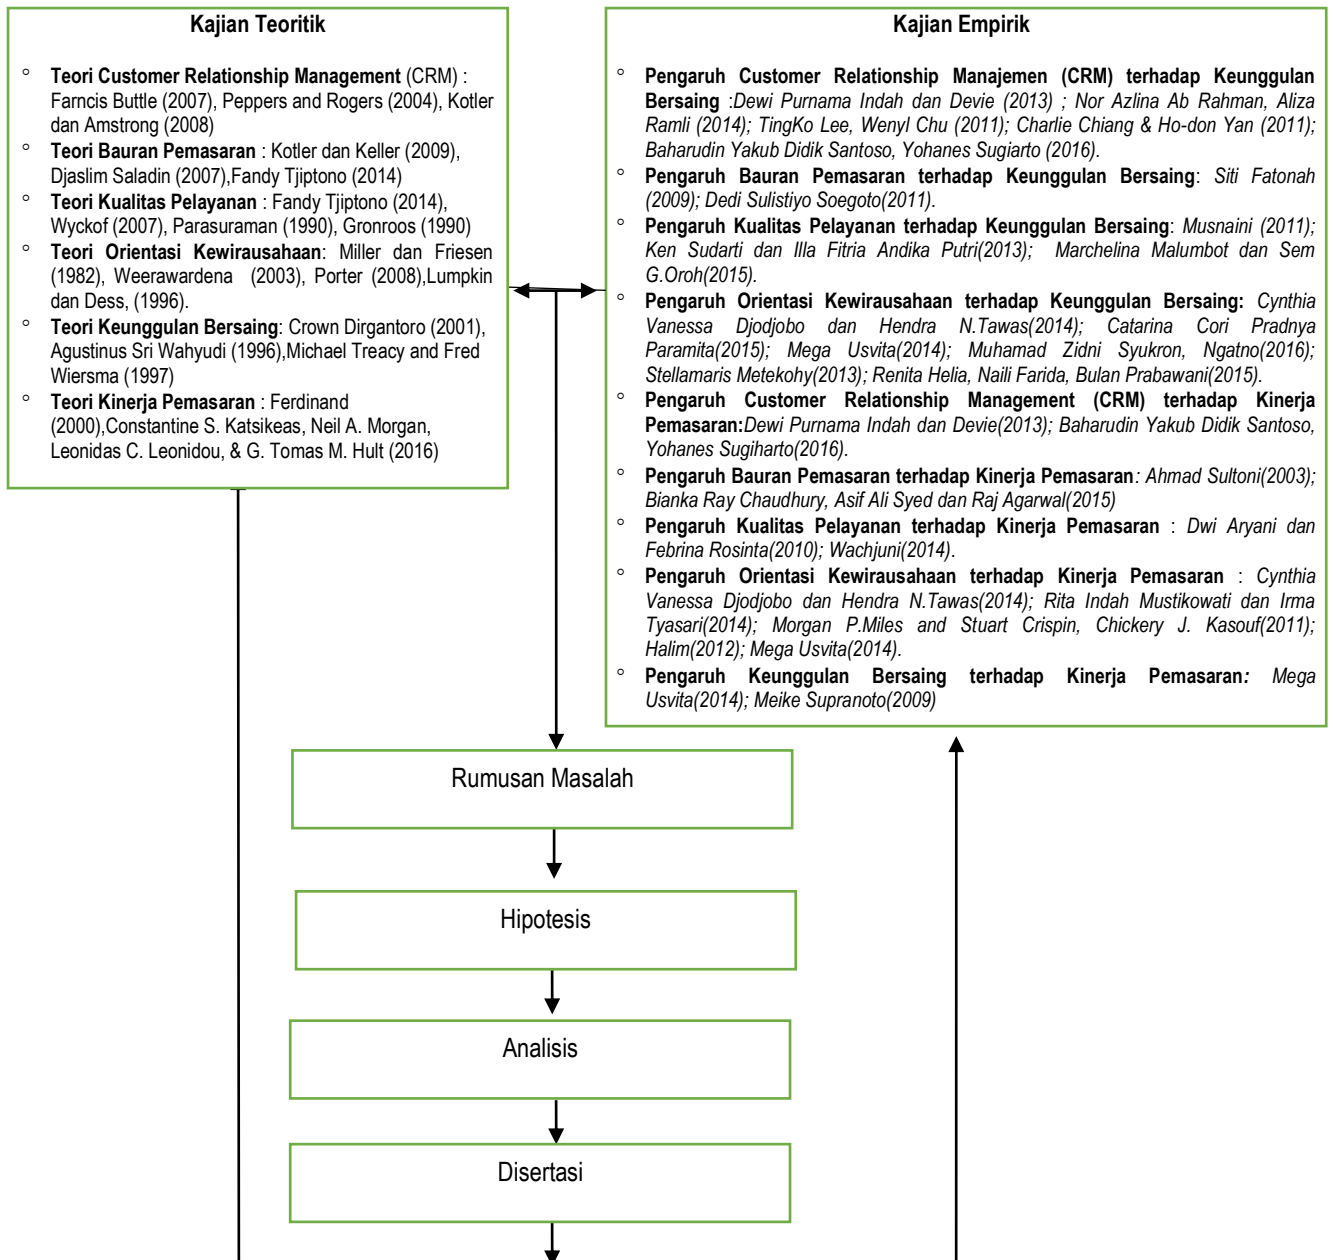 Kajian Teoritik
° Teori Customer Relationship Management (CRM) :
Farncis Buttle (2007), Peppers and Rogers (2004), Kotler
dan Amstrong (2008)
° Teori Bauran Pemasaran : Kotler dan Keller (2009),
Djaslim Saladin (2007),Fandy Tjiptono (2014)
° Teori Kualitas Pelayanan : Fandy Tjiptono (2014),
Wyckof (2007), Parasuraman (1990), Gronroos (1990)
° Teori Orientasi Kewirausahaan: Miller dan Friesen
(1982), Weerawardena (2003), Porter (2008),Lumpkin
dan Dess, (1996).
° Teori Keunggulan Bersaing: Crown Dirgantoro (2001),
Agustinus Sri Wahyudi (1996),Michael Treacy and Fred
Wiersma (1997)
° Teori Kinerja Pemasaran : Ferdinand
(2000),Constantine S. Katsikeas, Neil A. Morgan,
Leonidas C. Leonidou, & G. Tomas M. Hult (2016)
Kajian Empirik
° Pengaruh Customer Relationship Manajemen (CRM) terhadap Keunggulan
Bersaing :Dewi Purnama Indah dan Devie (2013) ; Nor Azlina Ab Rahman, Aliza
Ramli (2014); TingKo Lee, Wenyl Chu (2011); Charlie Chiang & Ho-don Yan (2011);
Baharudin Yakub Didik Santoso, Yohanes Sugiarto (2016).
° Pengaruh Bauran Pemasaran terhadap Keunggulan Bersaing: Siti Fatonah
(2009); Dedi Sulistiyo Soegoto(2011).
° Pengaruh Kualitas Pelayanan terhadap Keunggulan Bersaing: Musnaini (2011);
Ken Sudarti dan Illa Fitria Andika Putri(2013); Marchelina Malumbot dan Sem
G.Oroh(2015).
° Pengaruh Orientasi Kewirausahaan terhadap Keunggulan Bersaing: Cynthia
Vanessa Djodjobo dan Hendra N.Tawas(2014); Catarina Cori Pradnya
Paramita(2015); Mega Usvita(2014); Muhamad Zidni Syukron, Ngatno(2016);
Stellamaris Metekohy(2013); Renita Helia, Naili Farida, Bulan Prabawani(2015).
° Pengaruh Customer Relationship Management (CRM) terhadap Kinerja
Pemasaran:Dewi Purnama Indah dan Devie(2013); Baharudin Yakub Didik Santoso,
Yohanes Sugiharto(2016).
° Pengaruh Bauran Pemasaran terhadap Kinerja Pemasaran: Ahmad Sultoni(2003);
Bianka Ray Chaudhury, Asif Ali Syed dan Raj Agarwal(2015)
° Pengaruh Kualitas Pelayanan terhadap Kinerja Pemasaran : Dwi Aryani dan
Febrina Rosinta(2010); Wachjuni(2014).
° Pengaruh Orientasi Kewirausahaan terhadap Kinerja Pemasaran : Cynthia
Vanessa Djodjobo dan Hendra N.Tawas(2014); Rita Indah Mustikowati dan Irma
Tyasari(2014); Morgan P.Miles and Stuart Crispin, Chickery J. Kasouf(2011);
Halim(2012); Mega Usvita(2014).
° Pengaruh Keunggulan Bersaing terhadap Kinerja Pemasaran: Mega
Usvita(2014); Meike Supranoto(2009)
Rumusan Masalah
Hipotesis
Analisis
Disertasi